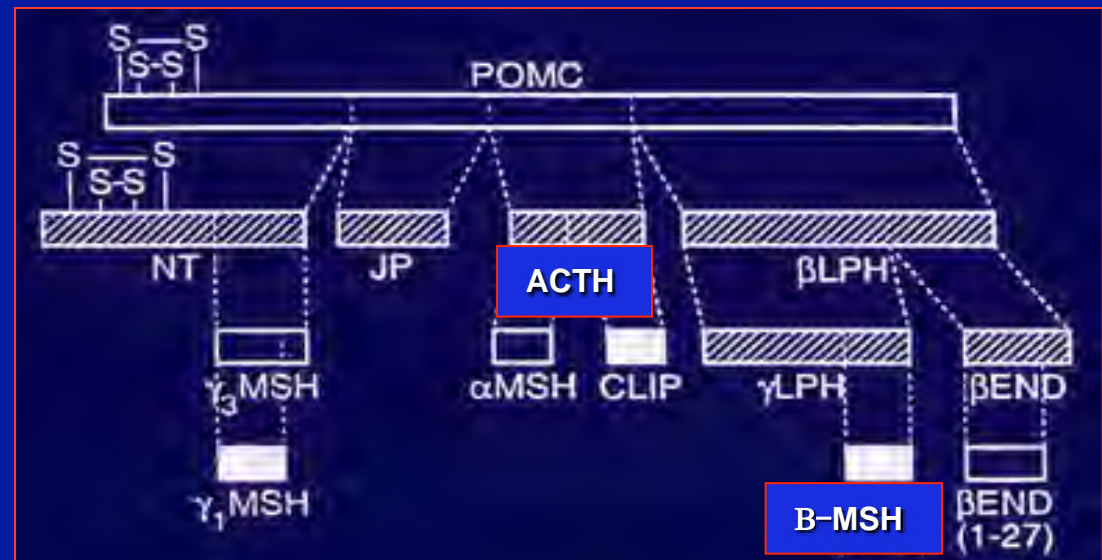 S S
S-S
POMC
S S
S-S
NT JP ACTH βLPH
γ3MSH αMSH CLIP γLPH βEND
γ1MSH B-MSH βEND
(1-27)